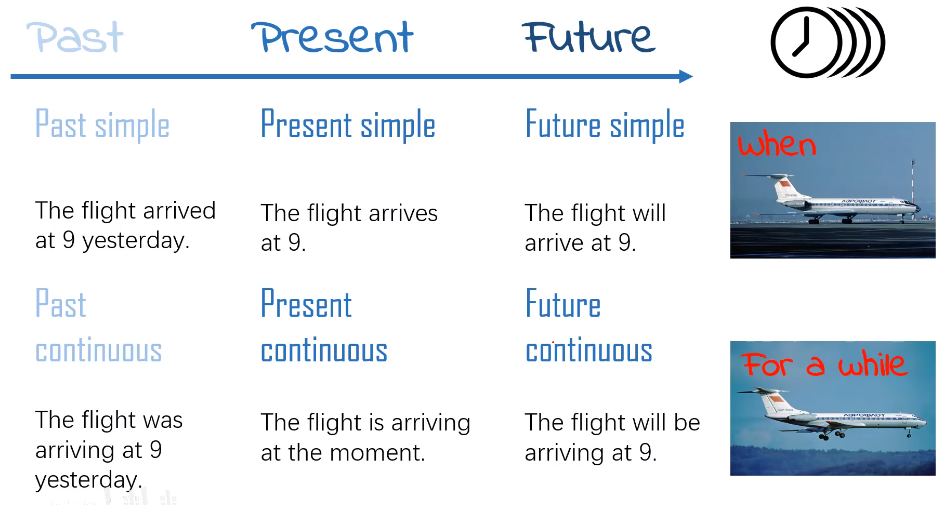 Past Present Future
Past simple Present simple Future simple
when
The flight arrived
at 9 yesterday.
The flight arrives
at 9.
The flight will
arrive at 9.
Past
continuous
Present
continuous
Future
continuous
For a while
The flight was
arriving at 9
yesterday.
The flight is arriving
at the moment.
The flight will be
arriving at 9.